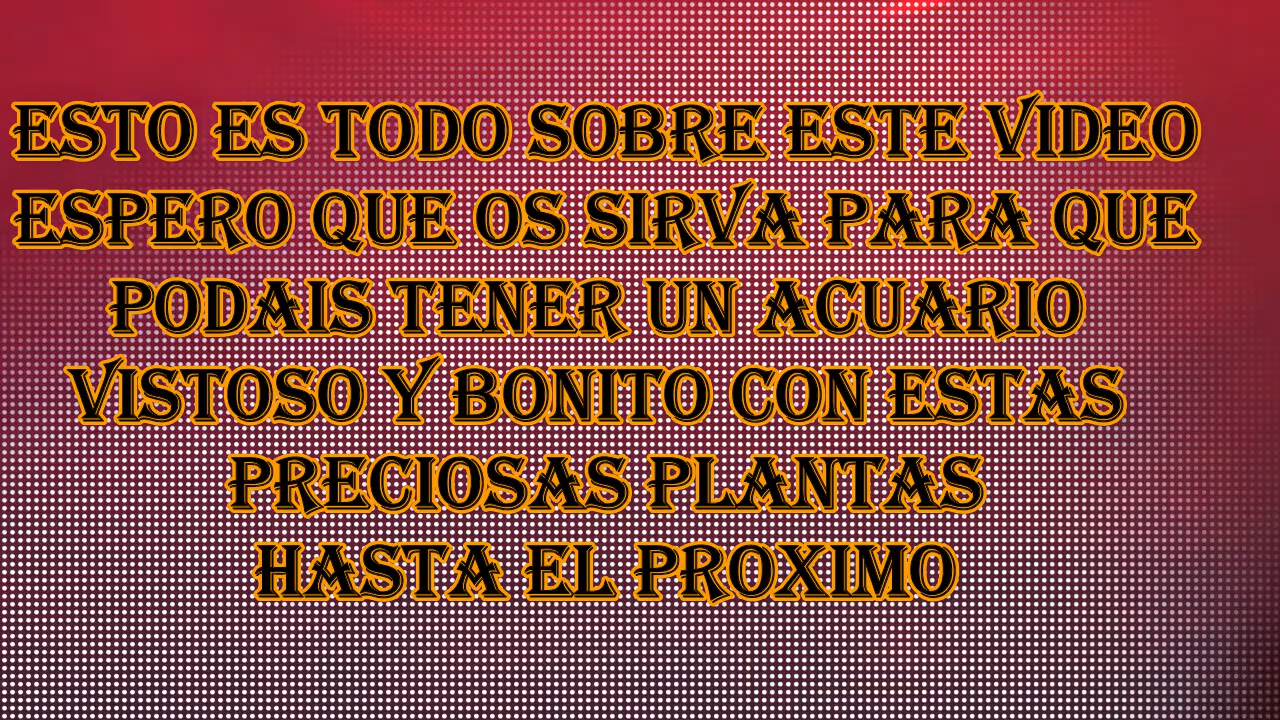 ESTO ES TODO SOBRE ESTE VIDEO
ESPERO QUE OS SIRVA PARA QUE
PODAIS TENER UN ACUARIO
VISTOSO Y BONITO CON ESTAS
PRECIOSAS PLANTAS
HASTA EL PROXIMO